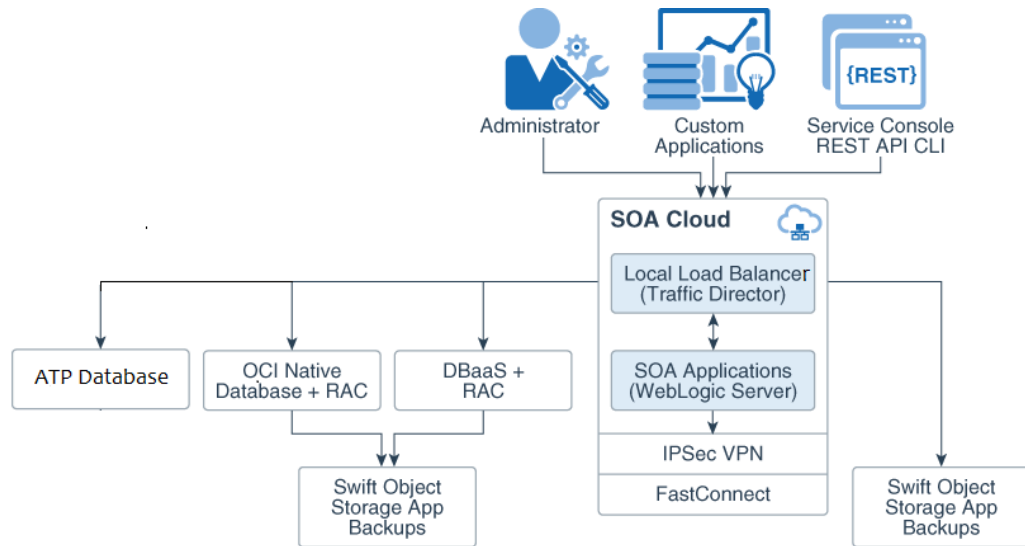 {REST}
Administrator
Custom
Applications
Service Console
REST API CLI
SOA Cloud
Local Load Balancer
(Traffic Director)
ATP Database
OCI Native
Database + RAC
DBaaS +
RAC
SOA Applications
(WebLogic Server)
IPSec VPN
FastConnect
Swift Object
Storage App
Backups
Swift Object
Storage App
Backups